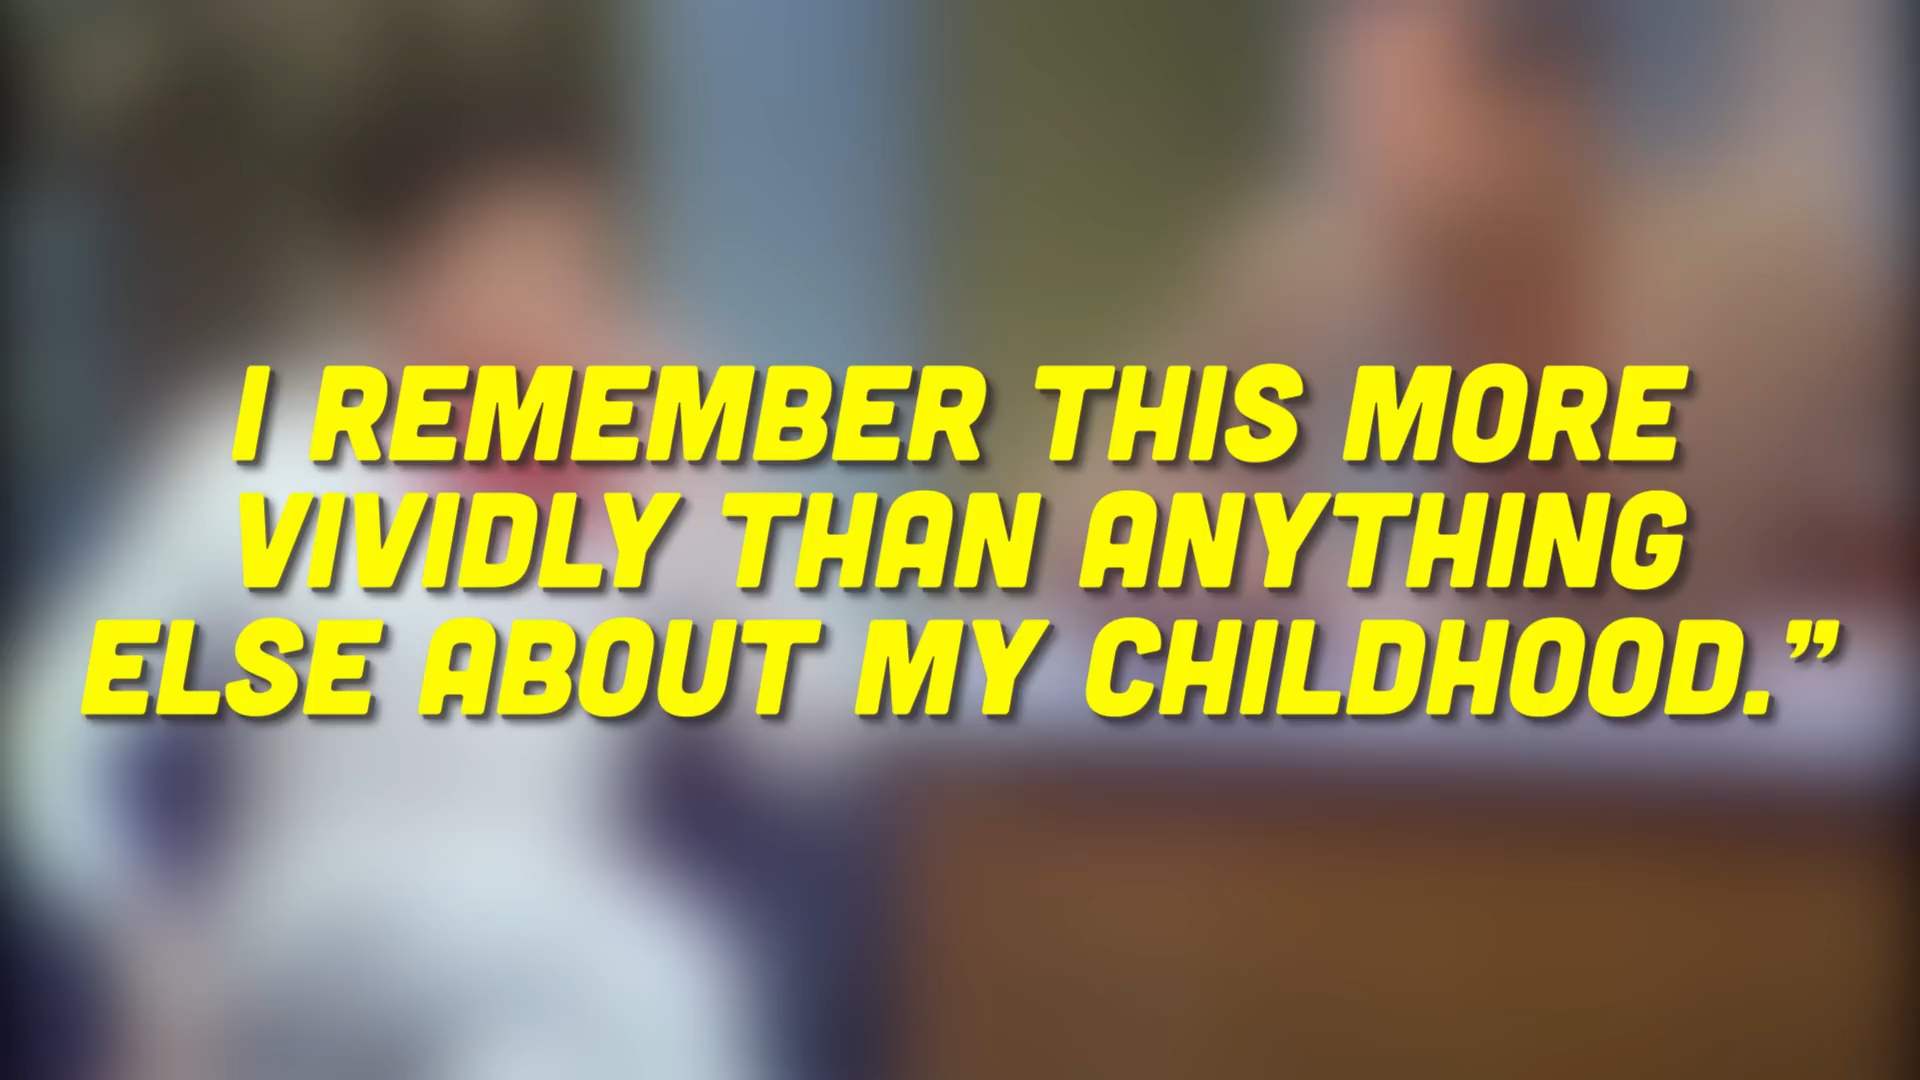 I REMEMBER THIS MORE
VIVIDLY THAN ANYTHING
ELSE ABOUT MY CHILDHOOD.”